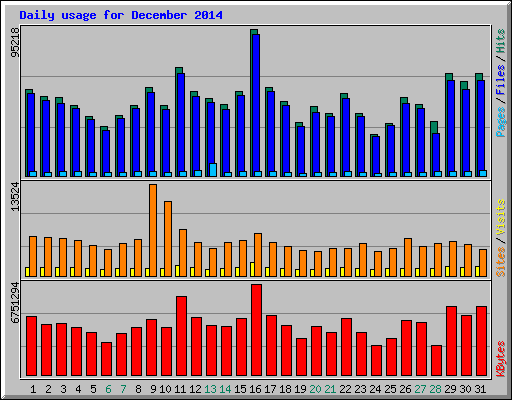 Daily usage for December 2014
95218
Pages / Files / Hits
13524
Sites / Visits
6751294
KBytes
1 2 3 4 5 6 7 8 9 10 11 12 13 14 15 16 17 18 19 20 21 22 23 24 25 26 27 28 29 30 31